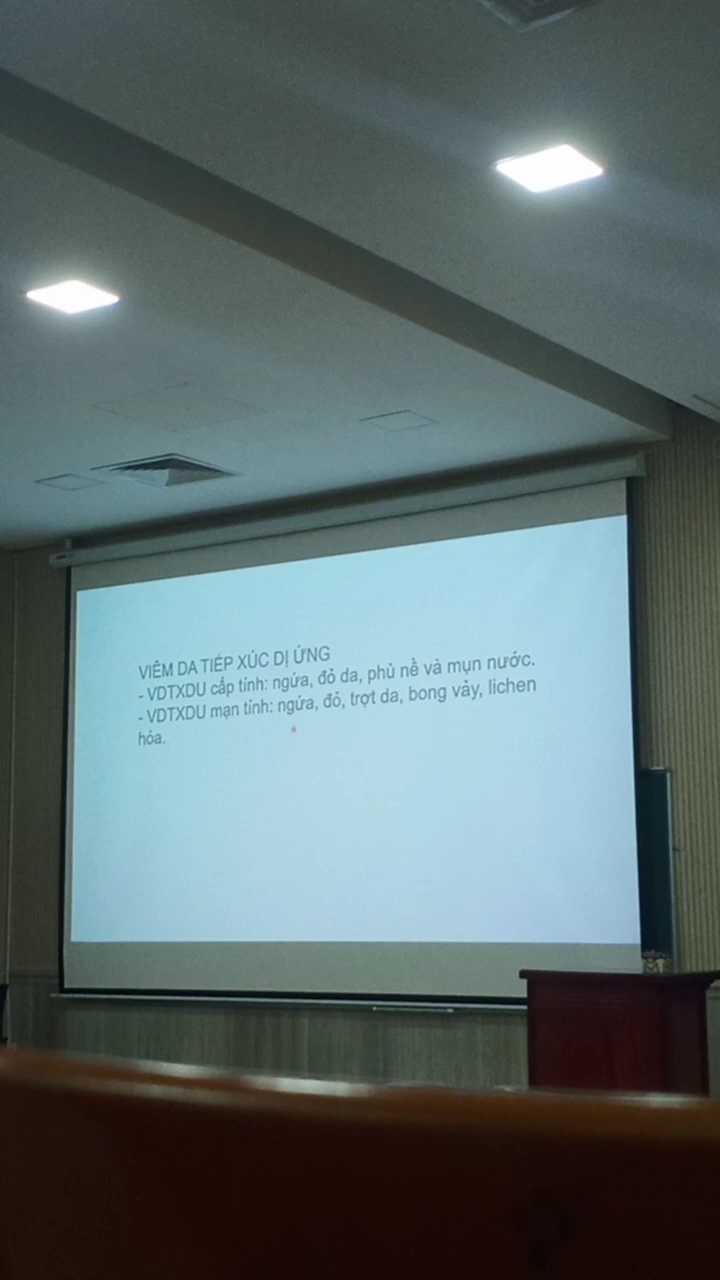 VIÊM DA TIẾP XÚC DỊ ỨNG
- VDTXDU cấp tính: ngứa, đỏ da, phù nề và mụn nước.
- VDTXDU mạn tính: ngứa, đỏ, trợt da, bong vảy, lichen
hóa.